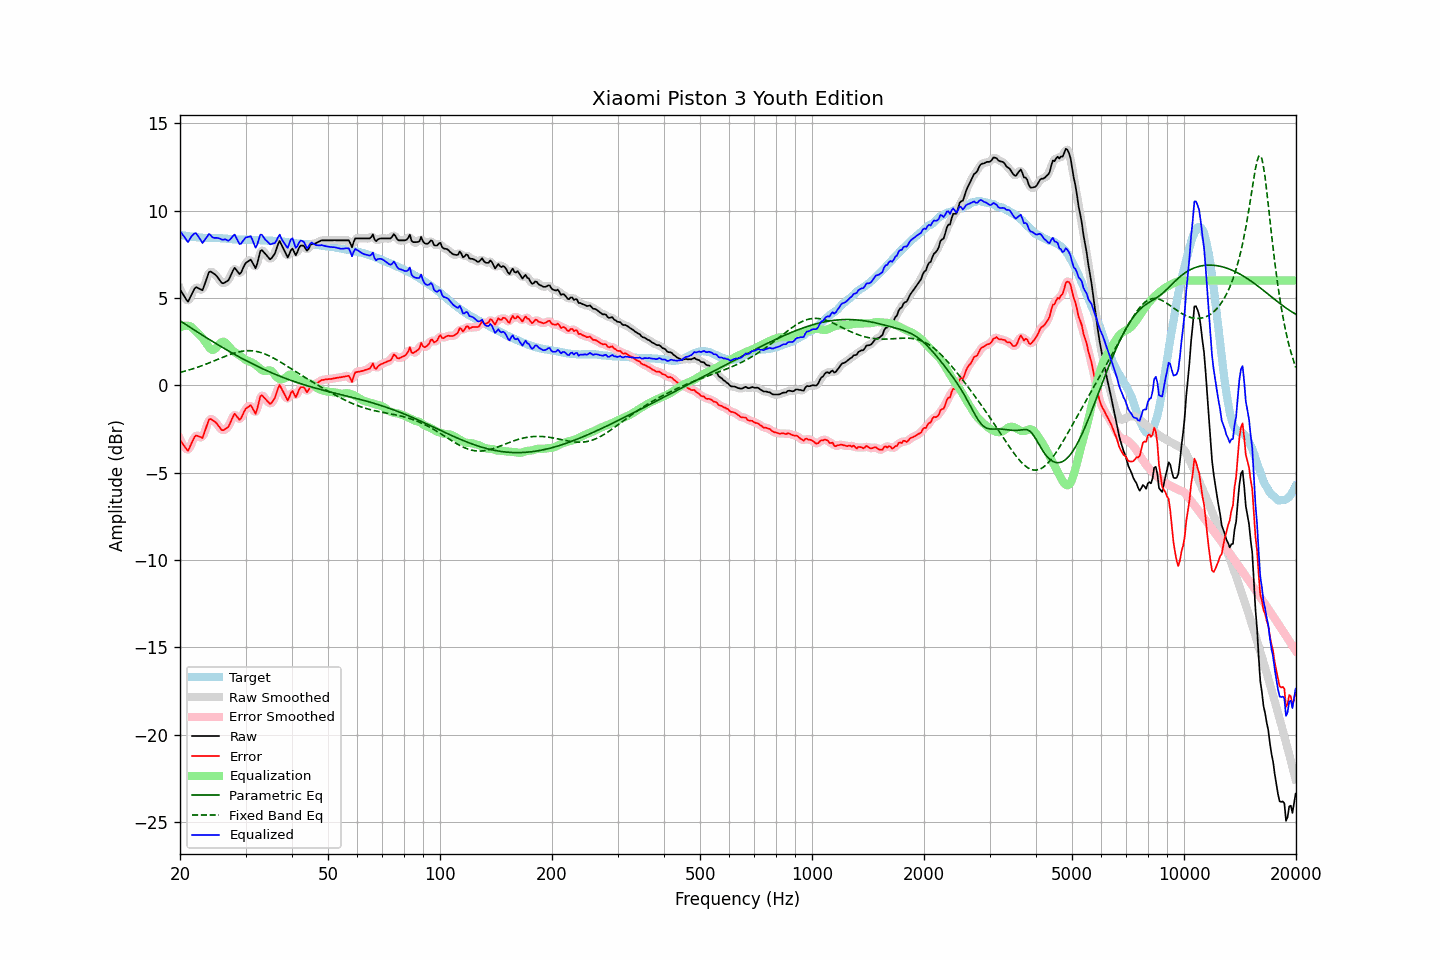 Xiaomi Piston 3 Youth Edition
Amplitude (dBr)
15
10
5
0
−5
−10
−15
−20
−25
Target
Raw Smoothed
Error Smoothed
Raw
Error
Equalization
Parametric Eq
Fixed Band Eq
Equalized
20
50
100
200
500
1000
2000
5000
10000
20000
Frequency (Hz)